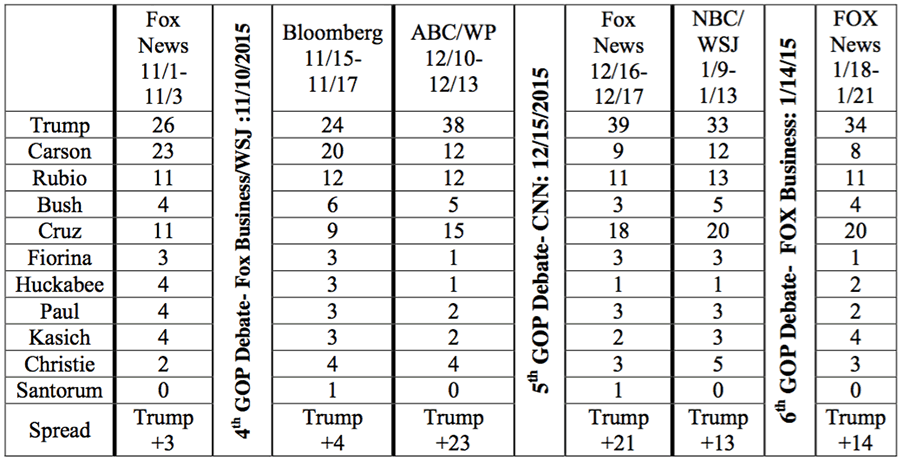 Fox News 11/1-11/3 | 4th GOP Debate- Fox Business/WSJ :11/10/2015 | Bloomberg 11/15-11/17 | ABC/WP 12/10-12/13 | 5th GOP Debate- CNN: 12/15/2015 | Fox News 12/16-12/17 | NBC/WSJ 1/9-1/13 | 6th GOP Debate- FOX Business: 1/14/15 | FOX News 1/18-1/21
Trump 26 24 38 39 33 34
Carson 23 20 12 9 12 8
Rubio 11 12 12 11 13 11
Bush 4 6 5 3 5 4
Cruz 11 9 15 18 20 20
Fiorina 3 3 1 3 3 1
Huckabee 4 3 1 1 1 2
Paul 4 3 2 3 3 2
Kasich 4 3 2 2 3 4
Christie 2 4 4 3 5 3
Santorum 0 1 0 1 0 0
Spread Trump +3 Trump +4 Trump +23 Trump +21 Trump +13 Trump +14